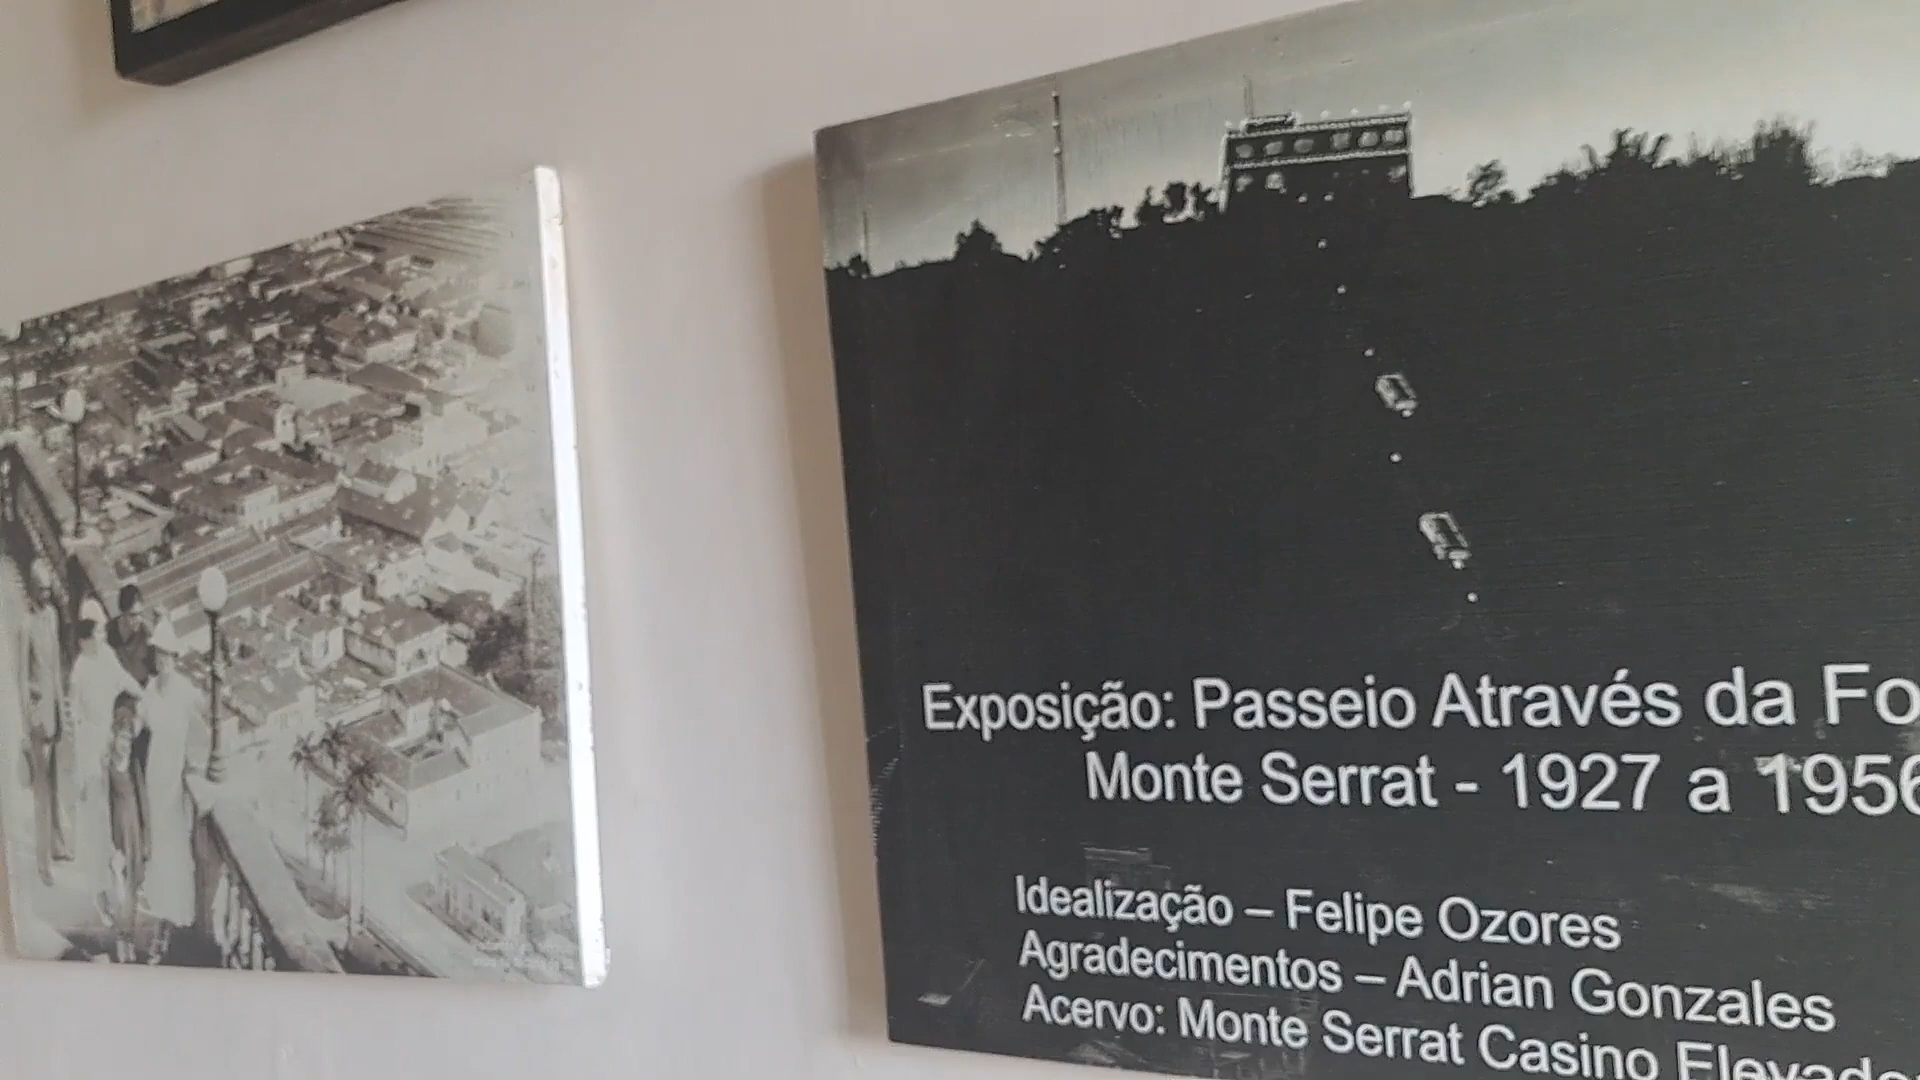 Exposição: Passeio Através da Fo
Monte Serrat - 1927 a 1956
Idealização – Felipe Ozores
Agradecimentos – Adrian Gonzales
Acervo: Monte Serrat Casino Elevado